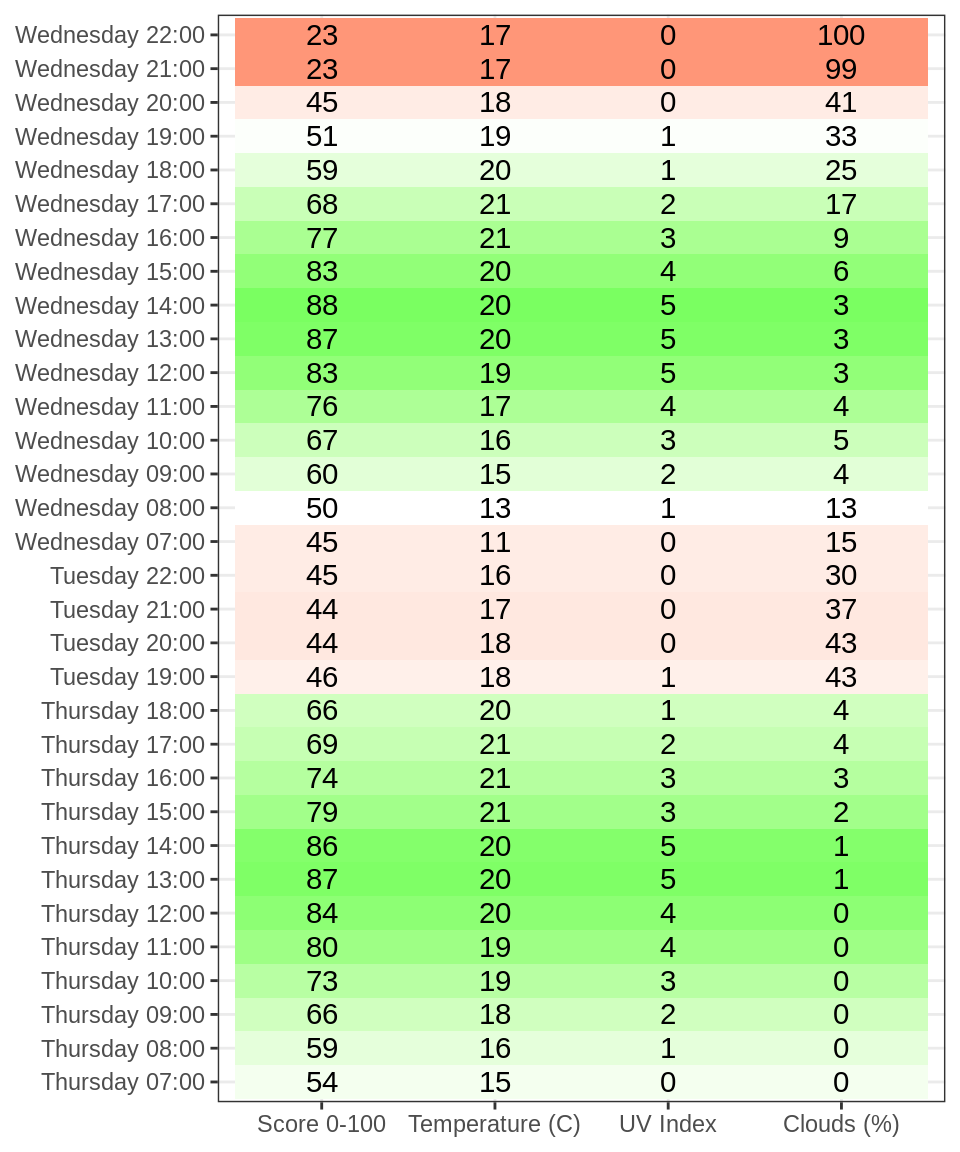 Wednesday 22:00 23 17 0 100
Wednesday 21:00 23 17 0 99
Wednesday 20:00 45 18 0 41
Wednesday 19:00 51 19 1 33
Wednesday 18:00 59 20 1 25
Wednesday 17:00 68 21 2 17
Wednesday 16:00 77 21 3 9
Wednesday 15:00 83 20 4 6
Wednesday 14:00 88 20 5 3
Wednesday 13:00 87 20 5 3
Wednesday 12:00 83 19 5 3
Wednesday 11:00 76 17 4 4
Wednesday 10:00 67 16 3 5
Wednesday 09:00 60 15 2 4
Wednesday 08:00 50 13 1 13
Wednesday 07:00 45 11 0 15
Tuesday 22:00 45 16 0 30
Tuesday 21:00 44 17 0 37
Tuesday 20:00 44 18 0 43
Tuesday 19:00 46 18 1 43
Thursday 18:00 66 20 1 4
Thursday 17:00 69 21 2 4
Thursday 16:00 74 21 3 3
Thursday 15:00 79 21 3 2
Thursday 14:00 86 20 5 1
Thursday 13:00 87 20 5 1
Thursday 12:00 84 20 4 0
Thursday 11:00 80 19 4 0
Thursday 10:00 73 19 3 0
Thursday 09:00 66 18 2 0
Thursday 08:00 59 16 1 0
Thursday 07:00 54 15 0 0
Score 0-100 Temperature (C) UV Index Clouds (%)